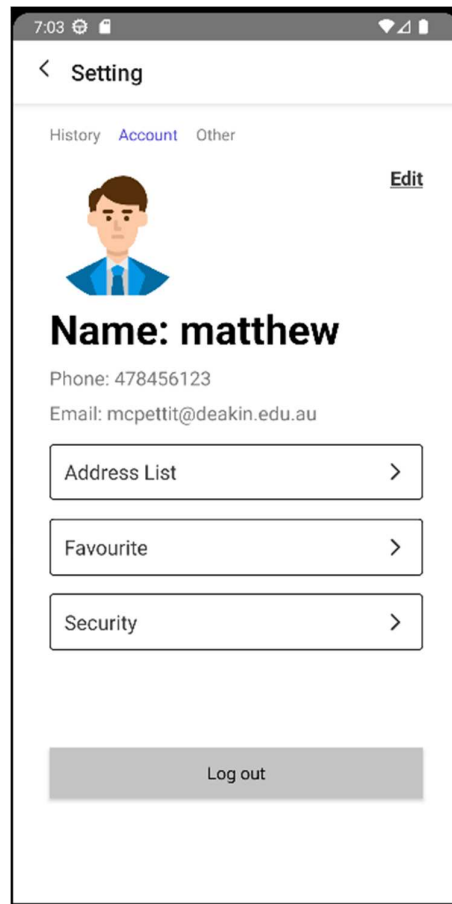 7:03
Setting
History Account Other
Edit
Name: matthew
Phone: 478456123
Email: mcpettit@deakin.edu.au
Address List
Favourite
Security
Log out